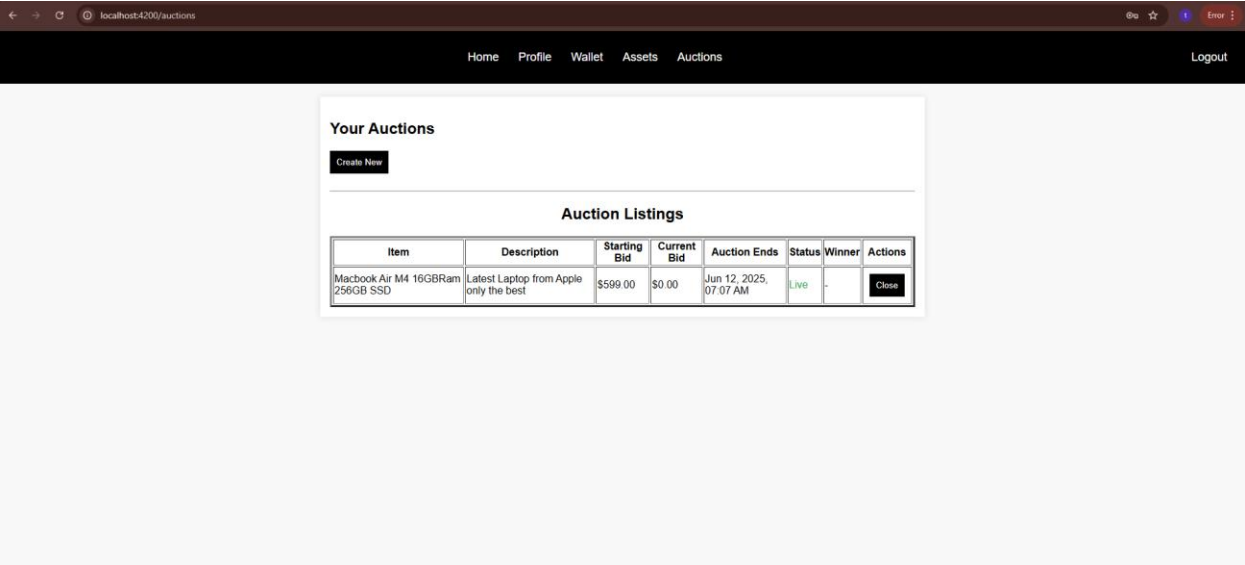 localhost:4200/auctions
t
Error
Home Profile Wallet Assets Auctions Logout
Your Auctions
Create New
Auction Listings
Item Description Starting Bid Current Bid Auction Ends Status Winner Actions
Macbook Air M4 16GBRam Latest Laptop from Apple $599.00 $0.00 Jun 12, 2025, Live - Close
256GB SSD only the best 07:07 AM